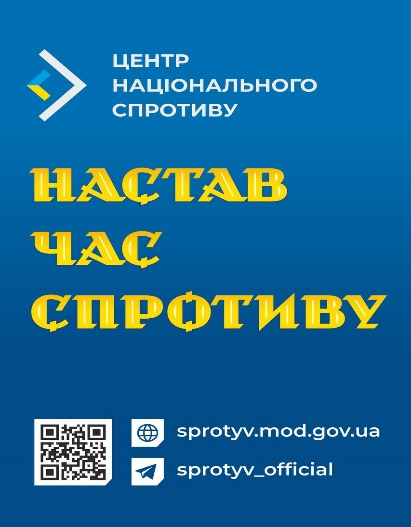 ЦЕНТР
НАЦІОНАЛЬНОГО
СПРОТИВУ
НАСТАВ
ЧАС
СПРОТИВУ
sprotyv.mod.gov.ua
sprotyv_official